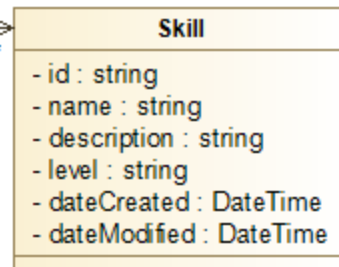 Skill
- id : string
- name : string
- description : string
- level : string
- dateCreated : DateTime
- dateModified : DateTime